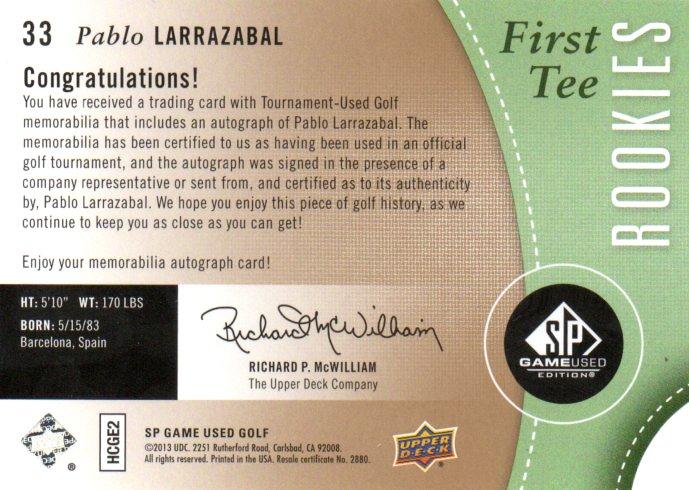 33 Pablo LARRAZABAL
Congratulations!
You have received a trading card with Tournament-Used Golf
memorabilia that includes an autograph of Pablo Larrazabal. The
memorabilia has been certified to us as having been used in an official
golf tournament, and the autograph was signed in the presence of a
company representative or sent from, and certified as to its authenticity
by, Pablo Larrazabal. We hope you enjoy this piece of golf history, as we
continue to keep you as close as you can get!
Enjoy your memorabilia autograph card!
First
Tee
ROOKIES
HT: 5'10" WT: 170 LBS
BORN: 5/15/83
Barcelona, Spain
Richard McWilliam
RICHARD P. McWILLIAM
The Upper Deck Company
SP
GAMEUSED
EDITION®
HCGE2
SP GAME USED GOLF
©2013 UDC. 2251 Rutherford Road, Carlsbad, CA 92008.
All rights reserved. Printed in the USA. Resale certificate No. 2880.
UPPER
D•E•C•K
®